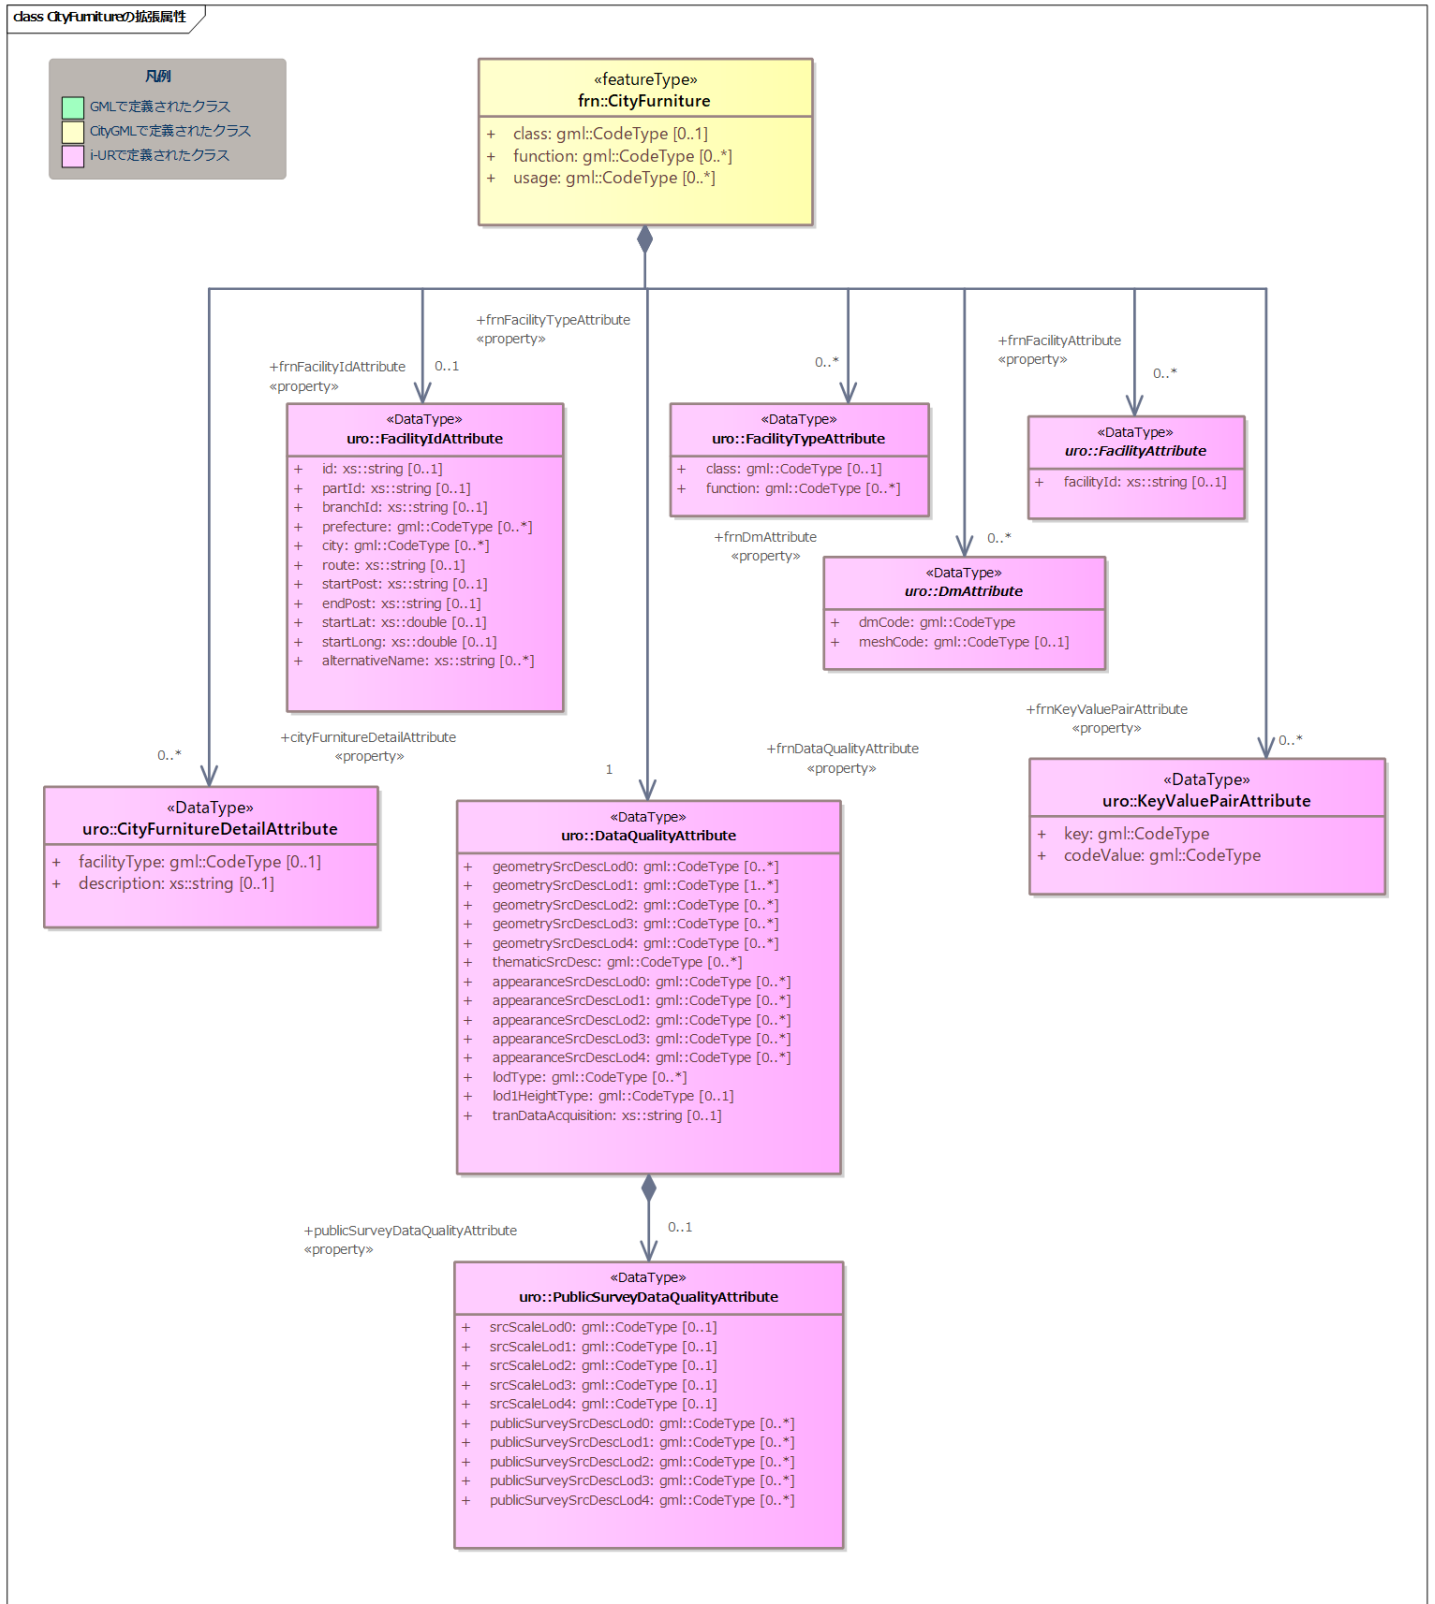 class CityFurnitureの拡張属性
凡例
GMLで定義されたクラス
CityGMLで定義されたクラス
i-URで定義されたクラス
«featureType»
frn::CityFurniture
+ class: gml::CodeType [0..1]
+ function: gml::CodeType [0..*]
+ usage: gml::CodeType [0..*]
+frnFacilityTypeAttribute
«property»
+frnFacilityIdAttribute
«property»
0..1
0..*
+frnFacilityAttribute
«property»
0..*
«DataType»
uro::FacilityIdAttribute
+ id: xs::string [0..1]
+ partId: xs::string [0..1]
+ branchId: xs::string [0..1]
+ prefecture: gml::CodeType [0..*]
+ city: gml::CodeType [0..*]
+ route: xs::string [0..1]
+ startPost: xs::string [0..1]
+ endPost: xs::string [0..1]
+ startLat: xs::double [0..1]
+ startLong: xs::double [0..1]
+ alternativeName: xs::string [0..*]
«DataType»
uro::FacilityTypeAttribute
+ class: gml::CodeType [0..1]
+ function: gml::CodeType [0..*]
«DataType»
uro::FacilityAttribute
+ facilityId: xs::string [0..1]
+frnDmAttribute
«property»
0..*
«DataType»
uro::DmAttribute
+ dmCode: gml::CodeType
+ meshCode: gml::CodeType [0..1]
+cityFurnitureDetailAttribute
«property»
0..*
+frnDataQualityAttribute
«property»
1
+frnKeyValuePairAttribute
«property»
0..*
«DataType»
uro::CityFurnitureDetailAttribute
+ facilityType: gml::CodeType [0..1]
+ description: xs::string [0..1]
«DataType»
uro::DataQualityAttribute
+ geometrySrcDescLod0: gml::CodeType [0..*]
+ geometrySrcDescLod1: gml::CodeType [1..*]
+ geometrySrcDescLod2: gml::CodeType [0..*]
+ geometrySrcDescLod3: gml::CodeType [0..*]
+ geometrySrcDescLod4: gml::CodeType [0..*]
+ thematicSrcDesc: gml::CodeType [0..*]
+ appearanceSrcDescLod0: gml::CodeType [0..*]
+ appearanceSrcDescLod1: gml::CodeType [0..*]
+ appearanceSrcDescLod2: gml::CodeType [0..*]
+ appearanceSrcDescLod3: gml::CodeType [0..*]
+ appearanceSrcDescLod4: gml::CodeType [0..*]
+ lodType: gml::CodeType [0..*]
+ lod1HeightType: gml::CodeType [0..1]
+ tranDataAcquisition: xs::string [0..1]
«DataType»
uro::KeyValuePairAttribute
+ key: gml::CodeType
+ codeValue: gml::CodeType
+publicSurveyDataQualityAttribute
«property»
0..1
«DataType»
uro::PublicSurveyDataQualityAttribute
+ srcScaleLod0: gml::CodeType [0..1]
+ srcScaleLod1: gml::CodeType [0..1]
+ srcScaleLod2: gml::CodeType [0..1]
+ srcScaleLod3: gml::CodeType [0..1]
+ srcScaleLod4: gml::CodeType [0..1]
+ publicSurveySrcDescLod0: gml::CodeType [0..*]
+ publicSurveySrcDescLod1: gml::CodeType [0..*]
+ publicSurveySrcDescLod2: gml::CodeType [0..*]
+ publicSurveySrcDescLod3: gml::CodeType [0..*]
+ publicSurveySrcDescLod4: gml::CodeType [0..*]